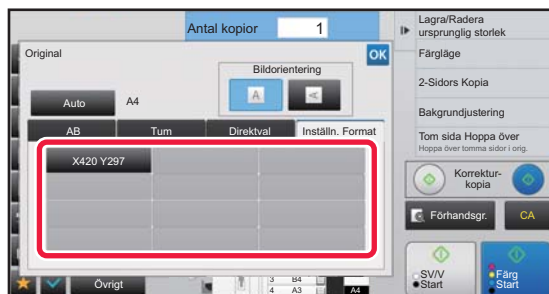 Antal kopior
1
Original
OK
Bildorientering
A
A
Auto
A4
AB
Tum
Direktval
Inställn. Format
X420 Y297
Övrigt
3 B4
4 A3
A4
Lagra/Radera
ursprunglig storlek
Färgläge
2-Sidors Kopia
Bakgrundjustering
Tom sida Hoppa över
Hoppa över tomma sidor i orig.
Korrektur-
kopia
Förhandsgr.
CA
SV/V
Start
Färg
Start